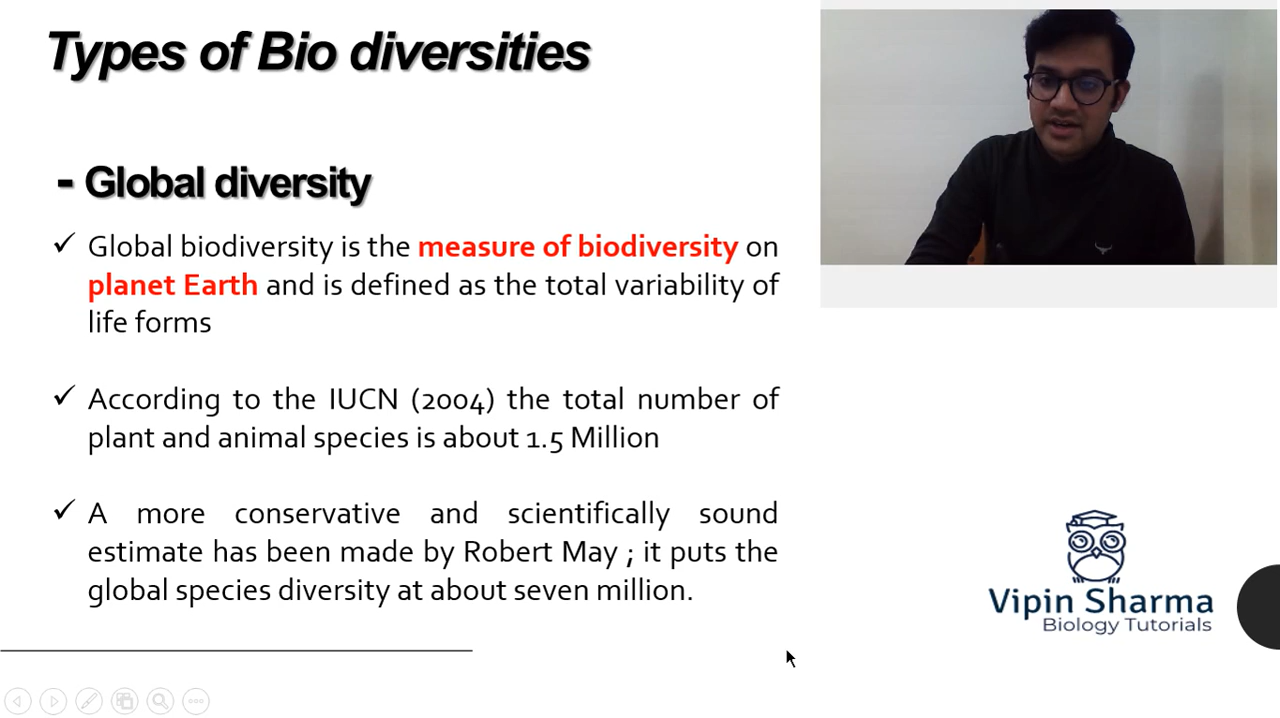 Types of Bio diversities
- Global diversity
✓ Global biodiversity is the measure of biodiversity on
planet Earth and is defined as the total variability of
life forms
✓ According to the IUCN (2004) the total number of
plant and animal species is about 1.5 Million
✓ A more conservative and scientifically sound
estimate has been made by Robert May ; it puts the
global species diversity at about seven million.
Vipin Sharma
Biology Tutorials